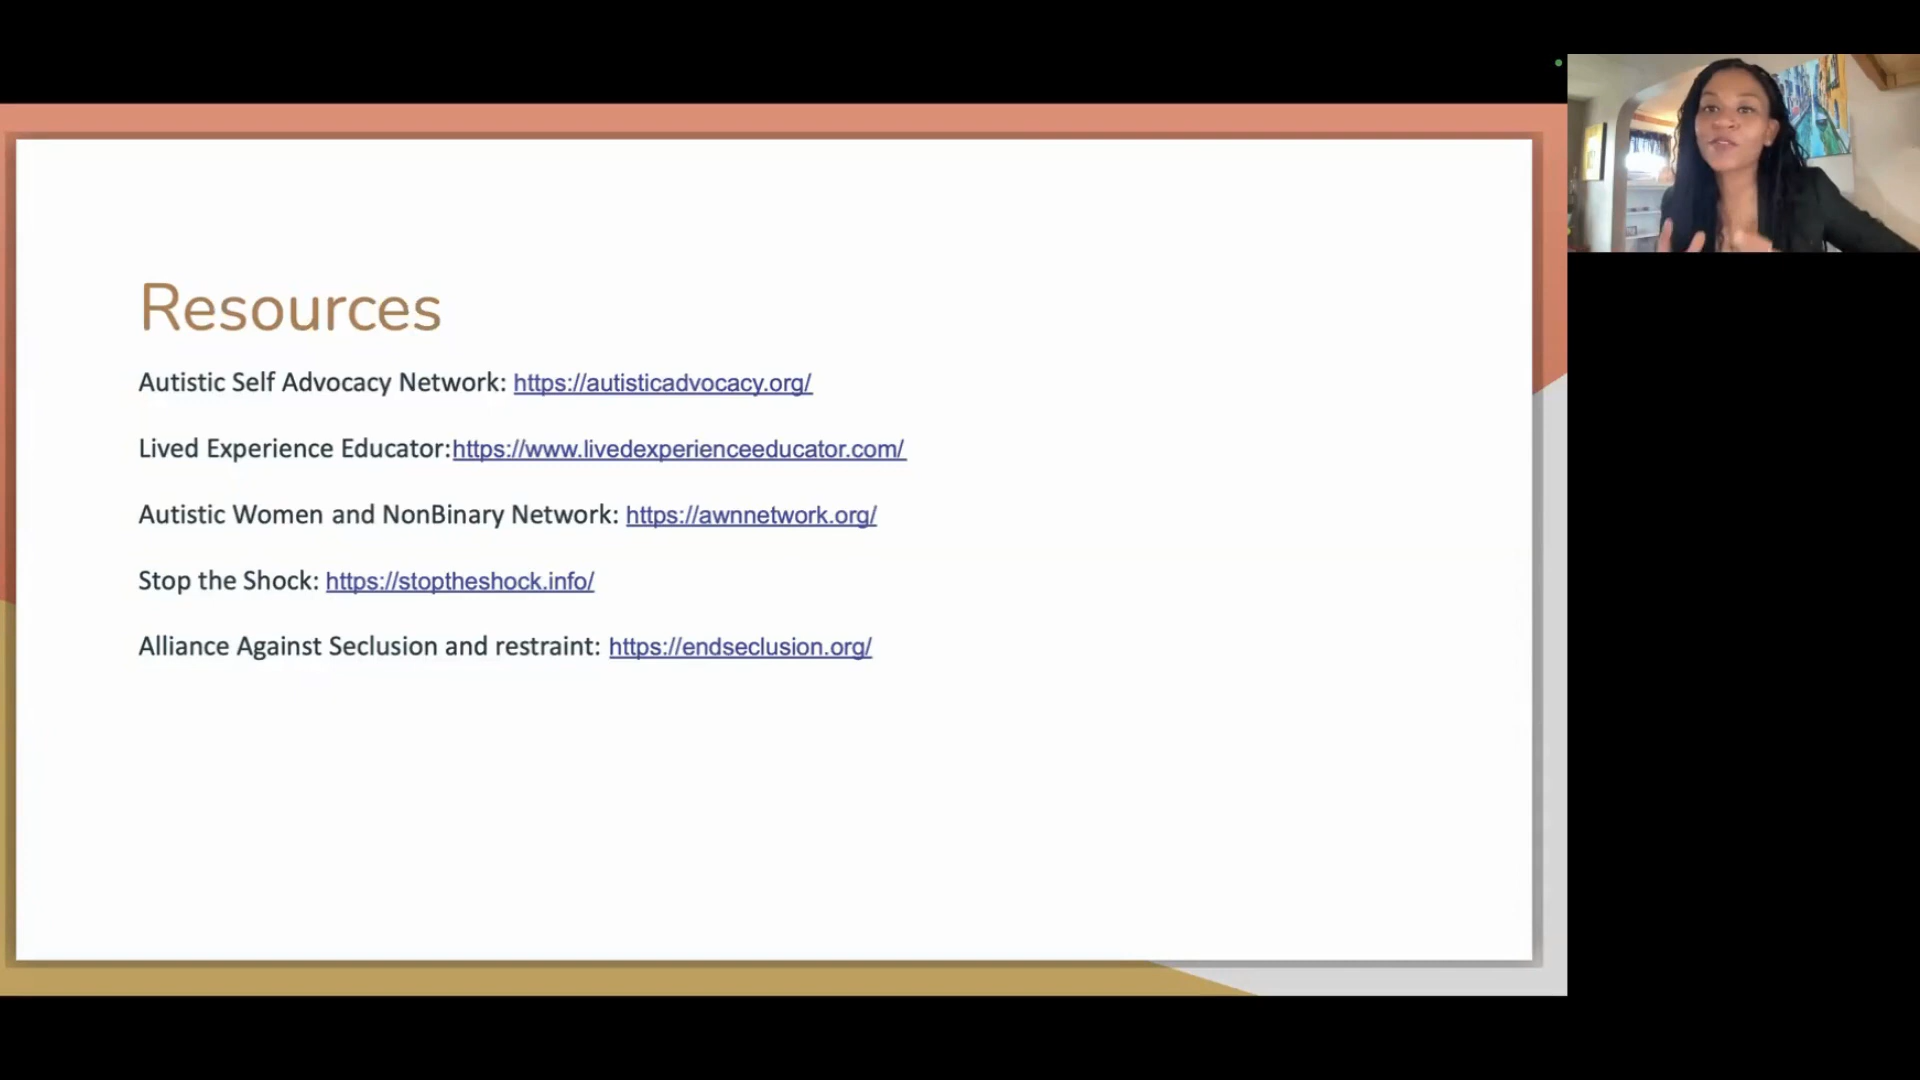 Resources
Autistic Self Advocacy Network: https://autisticadvocacy.org/
Lived Experience Educator:https://www.livedexperienceeducator.com/
Autistic Women and NonBinary Network: https://awnnetwork.org/
Stop the Shock: https://stoptheshock.info/
Alliance Against Seclusion and restraint: https://endseclusion.org/